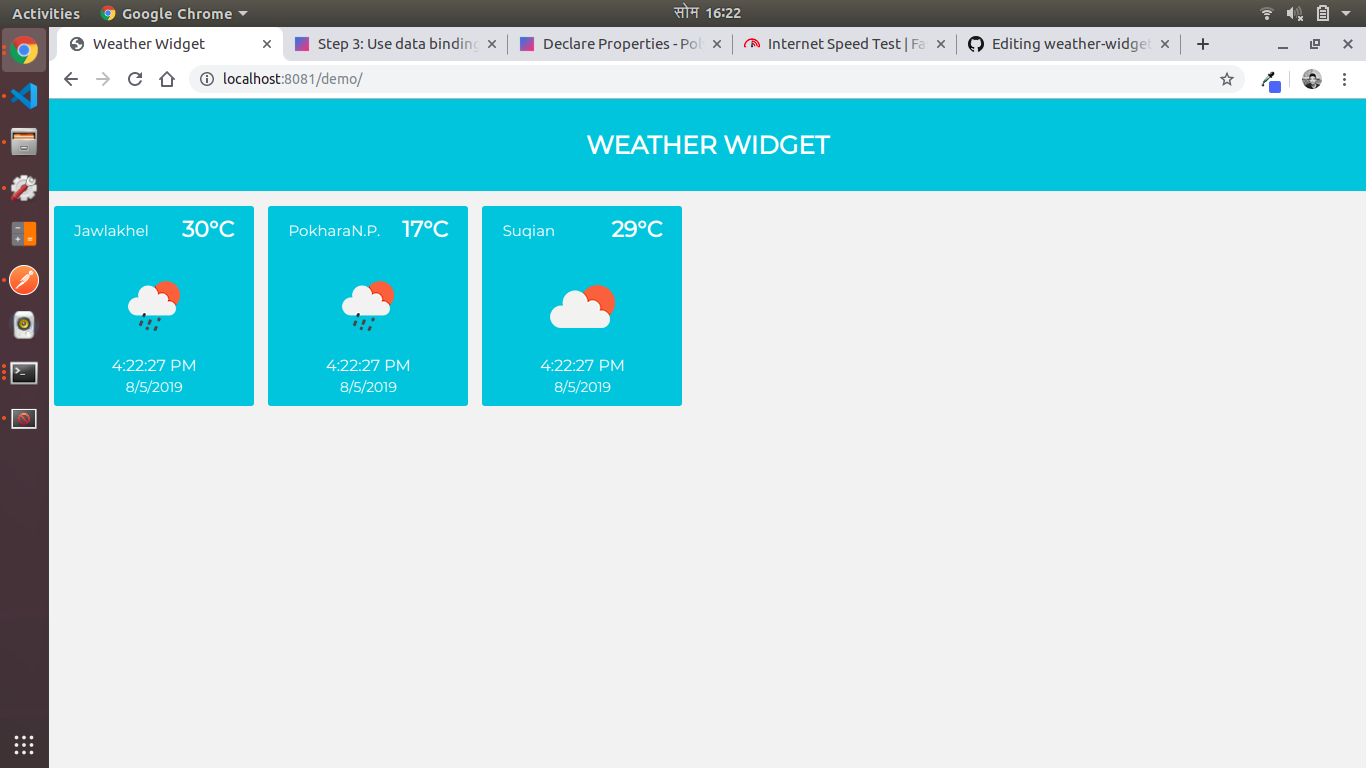 Activities
Google Chrome
सोम 16:22
Weather Widget
Step 3: Use data binding
Declare Properties - Pol
Internet Speed Test | Fa
Editing weather-widget
localhost:8081/demo/
WEATHER WIDGET
Jawlakhel 30°C
4:22:27 PM
8/5/2019
PokharaN.P. 17°C
4:22:27 PM
8/5/2019
Suqian 29°C
4:22:27 PM
8/5/2019